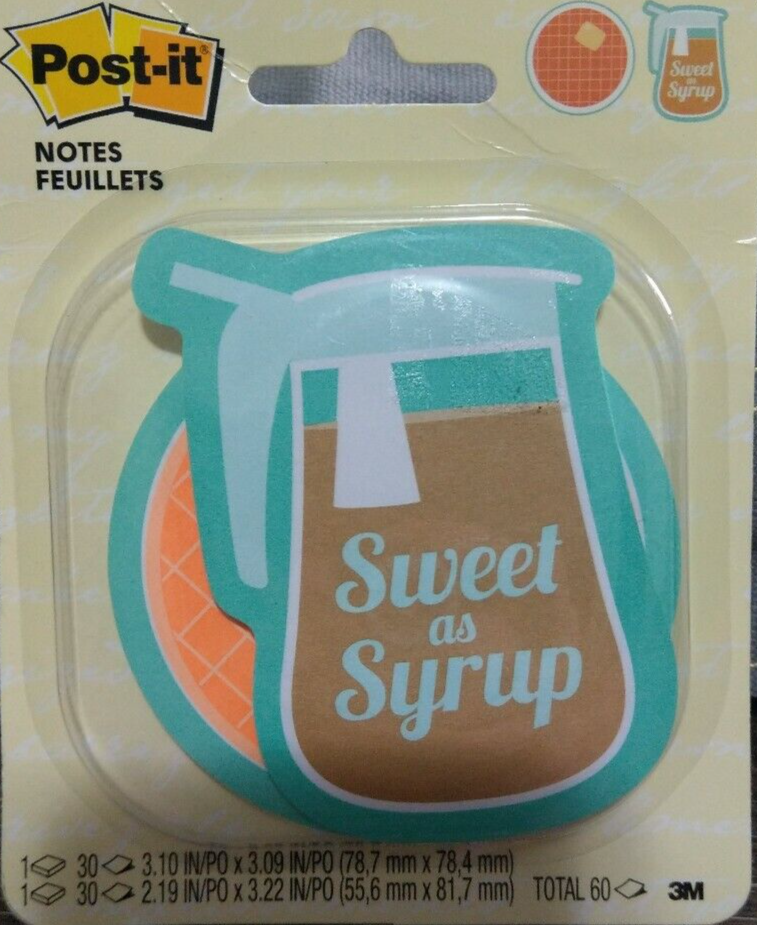 Post-it®
NOTES
FEUILLETS
Sweet
as
Syrup
Sweet
as
Syrup
1 30 3.10 IN/PO x 3.09 IN/PO (78,7 mm x 78,4 mm)
1 30 2.19 IN/PO x 3.22 IN/PO (55,6 mm x 81,7 mm) TOTAL 60 3M